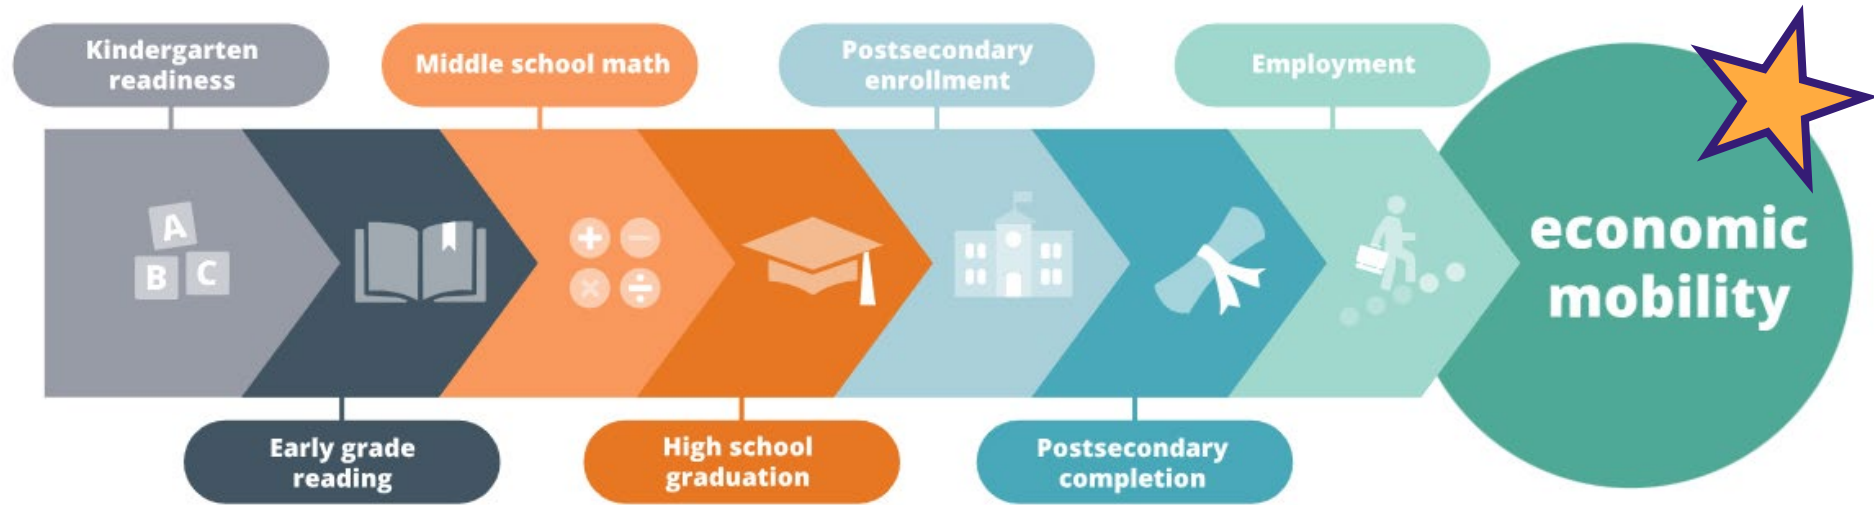 Kindergarten
readiness
Middle school math
Postsecondary
enrollment
Employment
A
B C
+ −
× ÷
economic
mobility
Early grade
reading
High school
graduation
Postsecondary
completion